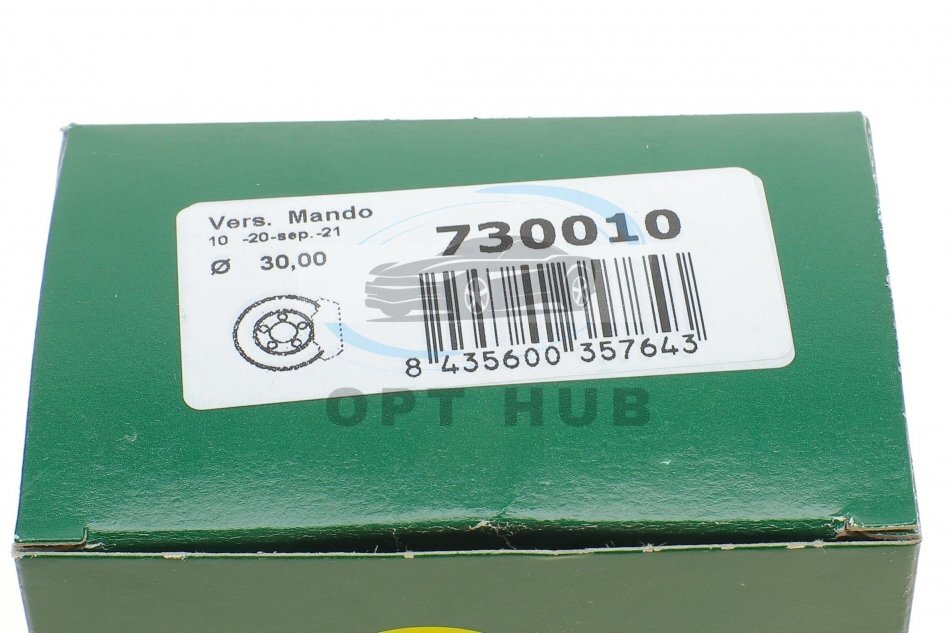 Vers. Mando
10 -20-sep.-21
Ø 30,00
730010
8 435600 357643
OPT HUB